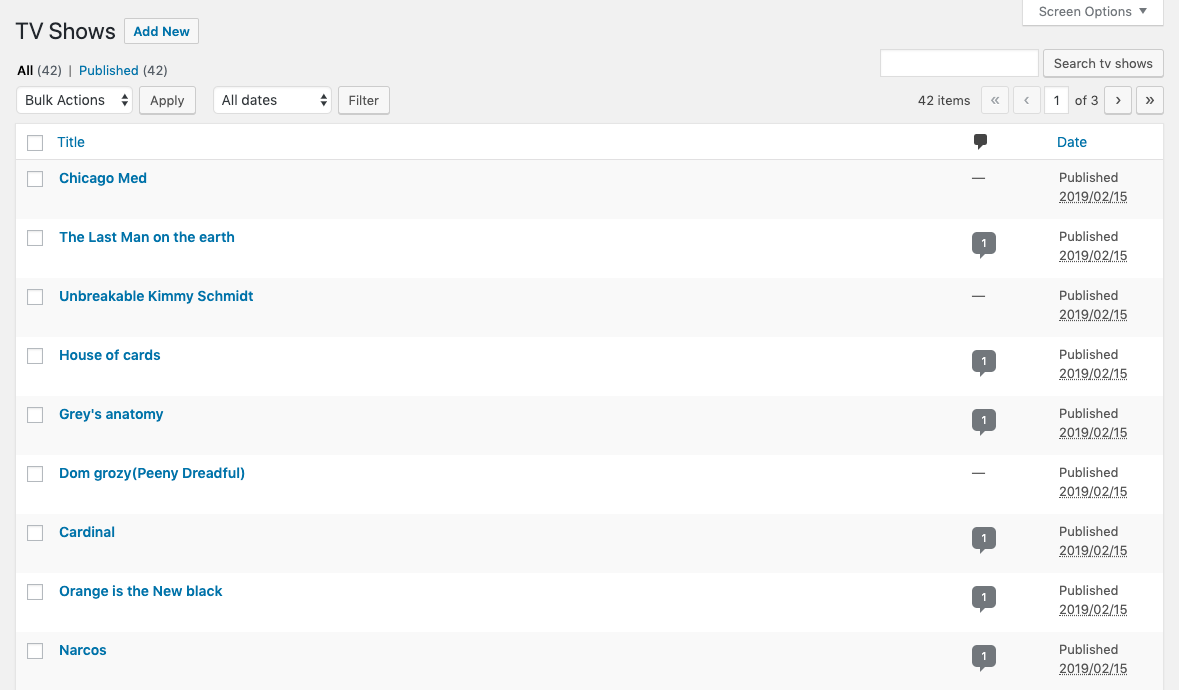 Screen Options ▼
TV Shows Add New
All (42) | Published (42)
Search tv shows
Bulk Actions Apply All dates Filter 42 items « ‹ 1 of 3 › »
Title Date
Chicago Med — Published
2019/02/15
The Last Man on the earth 1 Published
2019/02/15
Unbreakable Kimmy Schmidt — Published
2019/02/15
House of cards 1 Published
2019/02/15
Grey's anatomy 1 Published
2019/02/15
Dom grozy(Peeny Dreadful) — Published
2019/02/15
Cardinal 1 Published
2019/02/15
Orange is the New black 1 Published
2019/02/15
Narcos 1 Published
2019/02/15